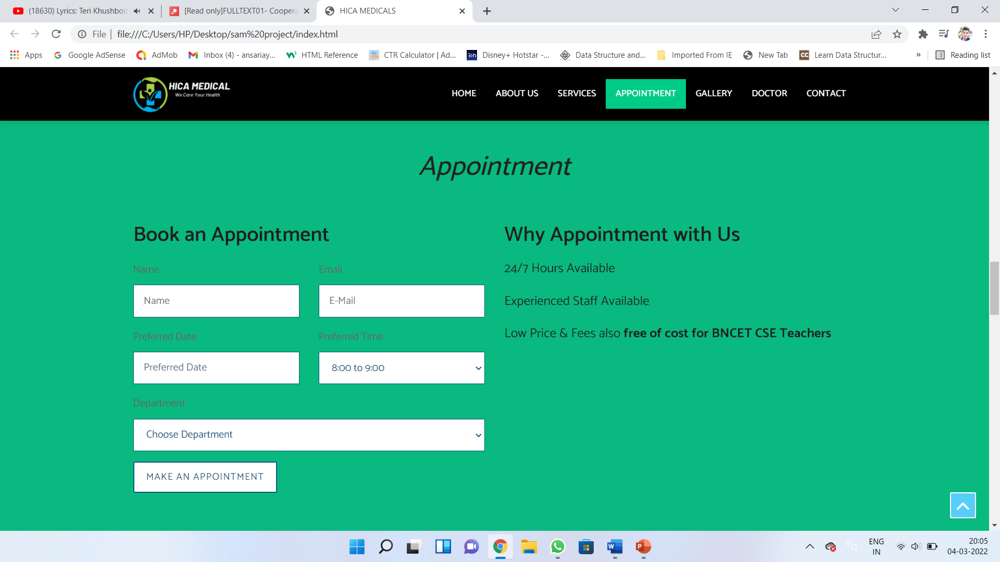 (18630) Lyrics: Teri Khushboo
[Read only]FULLTEXT01- Coopera
HICA MEDICALS
File
file:///C:/Users/HP/Desktop/sam%20project/index.html
Apps
Google AdSense
AdMob
Inbox (4) - ansariay...
HTML Reference
CTR Calculator | Ad...
Disney+ Hotstar -...
Data Structure and...
Imported From IE
New Tab
Learn Data Structur...
»
Reading list
HICA MEDICAL
We Care Your Health
HOME
ABOUT US
SERVICES
APPOINTMENT
GALLERY
DOCTOR
CONTACT
Appointment
Book an Appointment
Name
Email
Name
E-Mail
Preferred Date
Preferred Time
Preferred Date
8:00 to 9:00
Department
Choose Department
MAKE AN APPOINTMENT
Why Appointment with Us
24/7 Hours Available
Experienced Staff Available
Low Price & Fees also free of cost for BNCET CSE Teachers
ENG
IN
20:05
04-03-2022